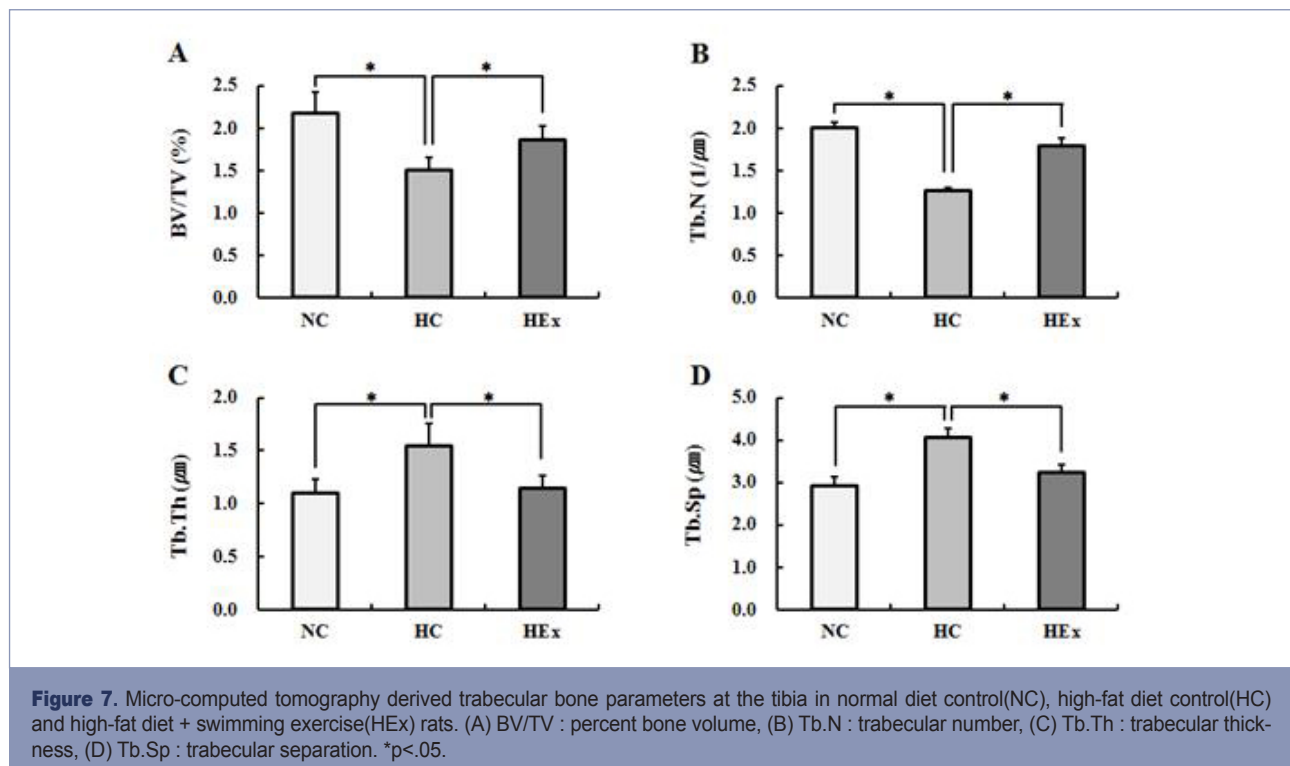 A
*
*
BV/TV (%)
2.5
2.0
1.5
1.0
0.5
0.0
NC HC HEx
B
*
*
Tb.N (1/㎛)
2.5
2.0
1.5
1.0
0.5
0.0
NC HC HEx
C
*
*
Tb.Th (㎛)
2.0
1.5
1.0
0.5
0.0
NC HC HEx
D
*
*
Tb.Sp (㎛)
5.0
4.0
3.0
2.0
1.0
0.0
NC HC HEx
Figure 7. Micro-computed tomography derived trabecular bone parameters at the tibia in normal diet control(NC), high-fat diet control(HC)
and high-fat diet + swimming exercise(HEx) rats. (A) BV/TV : percent bone volume, (B) Tb.N : trabecular number, (C) Tb.Th : trabecular thick-
ness, (D) Tb.Sp : trabecular separation. *p<.05.